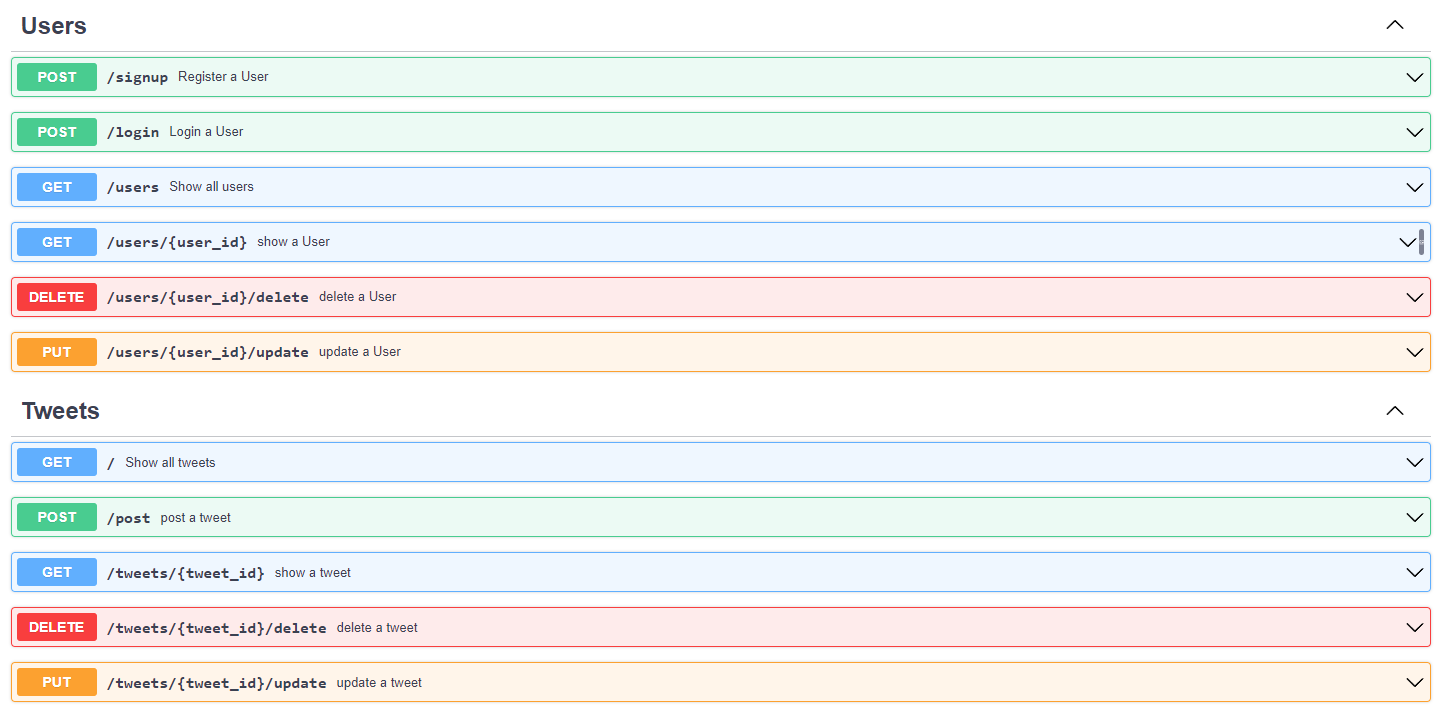 Users
POST /signup Register a User
POST /login Login a User
GET /users Show all users
GET /users/{user_id} show a User
DELETE /users/{user_id}/delete delete a User
PUT /users/{user_id}/update update a User
Tweets
GET / Show all tweets
POST /post post a tweet
GET /tweets/{tweet_id} show a tweet
DELETE /tweets/{tweet_id}/delete delete a tweet
PUT /tweets/{tweet_id}/update update a tweet